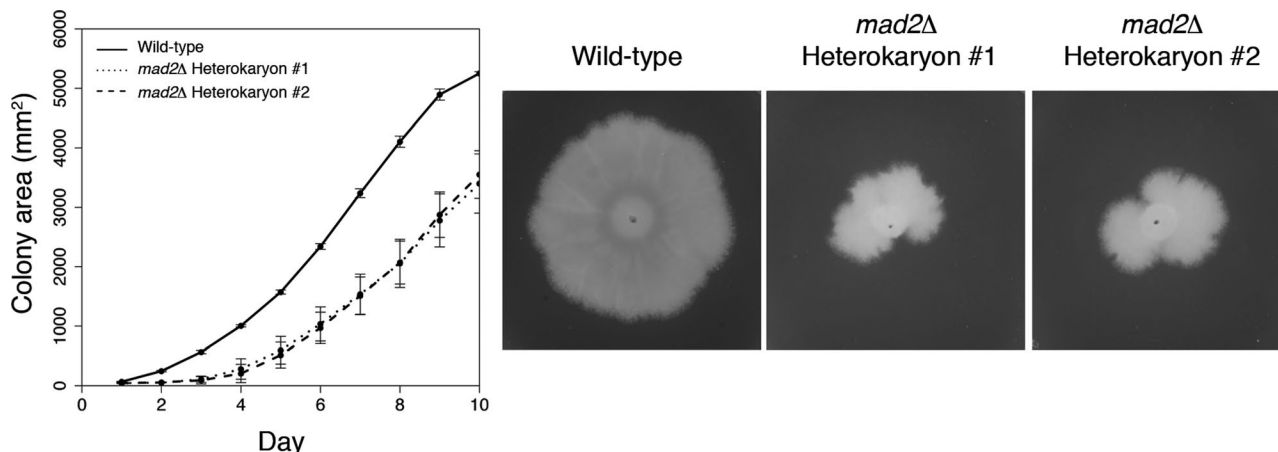 Colony area (mm²)
6000
5000
4000
3000
2000
1000
0
Wild-type
mad2Δ Heterokaryon #1
mad2Δ Heterokaryon #2
0 2 4 6 8 10
Day
Wild-type
mad2Δ
Heterokaryon #1
mad2Δ
Heterokaryon #2